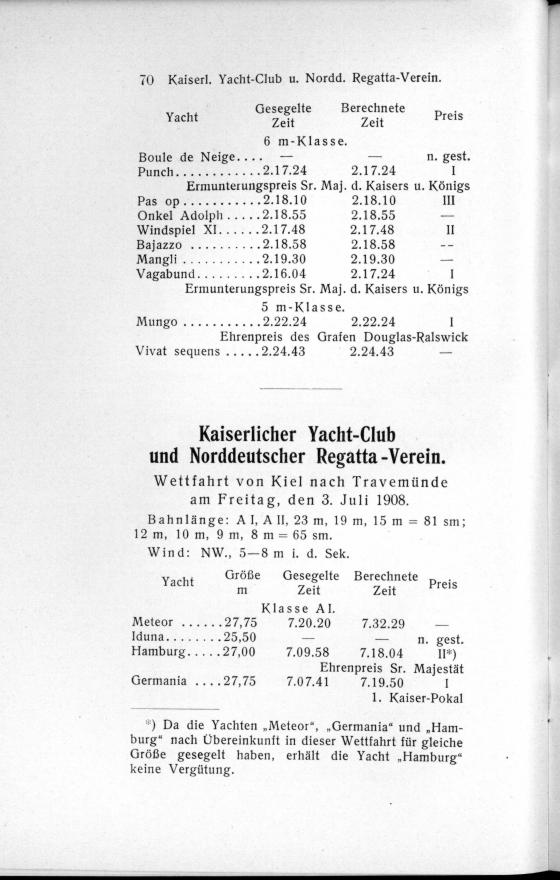 70 Kaiserl. Yacht-Club u. Nordd. Regatta-Verein.
Yacht Gesegelte Zeit Berechnete Zeit Preis
6 m-Klasse.
Boule de Neige.... — — n. gest.
Punch............2.17.24 2.17.24 I
Ermunterungspreis Sr. Maj. d. Kaisers u. Königs
Pas op...........2.18.10 2.18.10 III
Onkel Adolph.....2.18.55 2.18.55 —
Windspiel XI......2.17.48 2.17.48 II
Bajazzo ..........2.18.58 2.18.58 --
Mangli ...........2.19.30 2.19.30 —
Vagabund.........2.16.04 2.17.24 I
Ermunterungspreis Sr. Maj. d. Kaisers u. Königs
5 m-Klasse.
Mungo ...........2.22.24 2.22.24 I
Ehrenpreis des Grafen Douglas-Ralswick
Vivat sequens .....2.24.43 2.24.43 —
Kaiserlicher Yacht-Club
und Norddeutscher Regatta-Verein.
Wettfahrt von Kiel nach Travemünde
am Freitag, den 3. Juli 1908.
Bahnlänge: A I, A II, 23 m, 19 m, 15 m = 81 sm;
12 m, 10 m, 9 m, 8 m = 65 sm.
Wind: NW., 5—8 m i. d. Sek.
Yacht Größe m Gesegelte Zeit Berechnete Zeit Preis
Klasse A I.
Meteor ......27,75 7.20.20 7.32.29 —
Iduna........25,50 — — n. gest.
Hamburg.....27,00 7.09.58 7.18.04 II*)
Ehrenpreis Sr. Majestät
Germania ....27,75 7.07.41 7.19.50 I
1. Kaiser-Pokal
*) Da die Yachten „Meteor“, „Germania“ und „Ham-
burg“ nach Übereinkunft in dieser Wettfahrt für gleiche
Größe gesegelt haben, erhält die Yacht „Hamburg“
keine Vergütung.